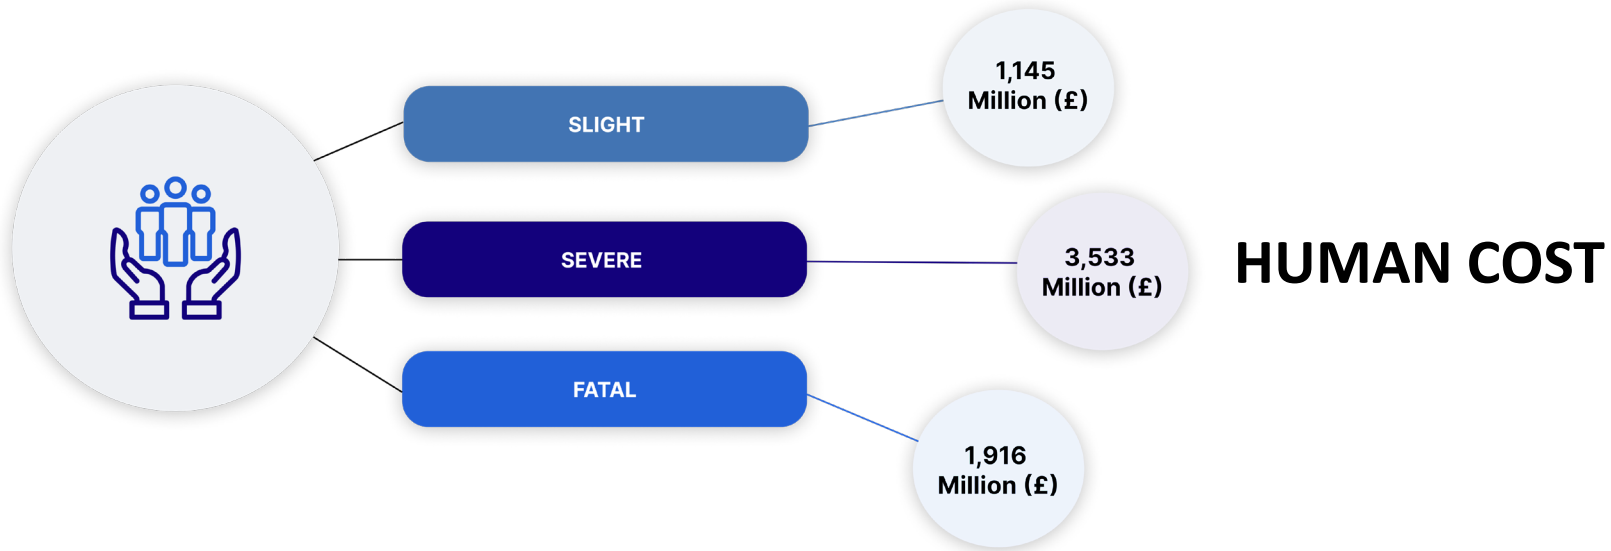 SLIGHT
1,145
Million (£)
SEVERE
3,533
Million (£)
HUMAN COST
FATAL
1,916
Million (£)